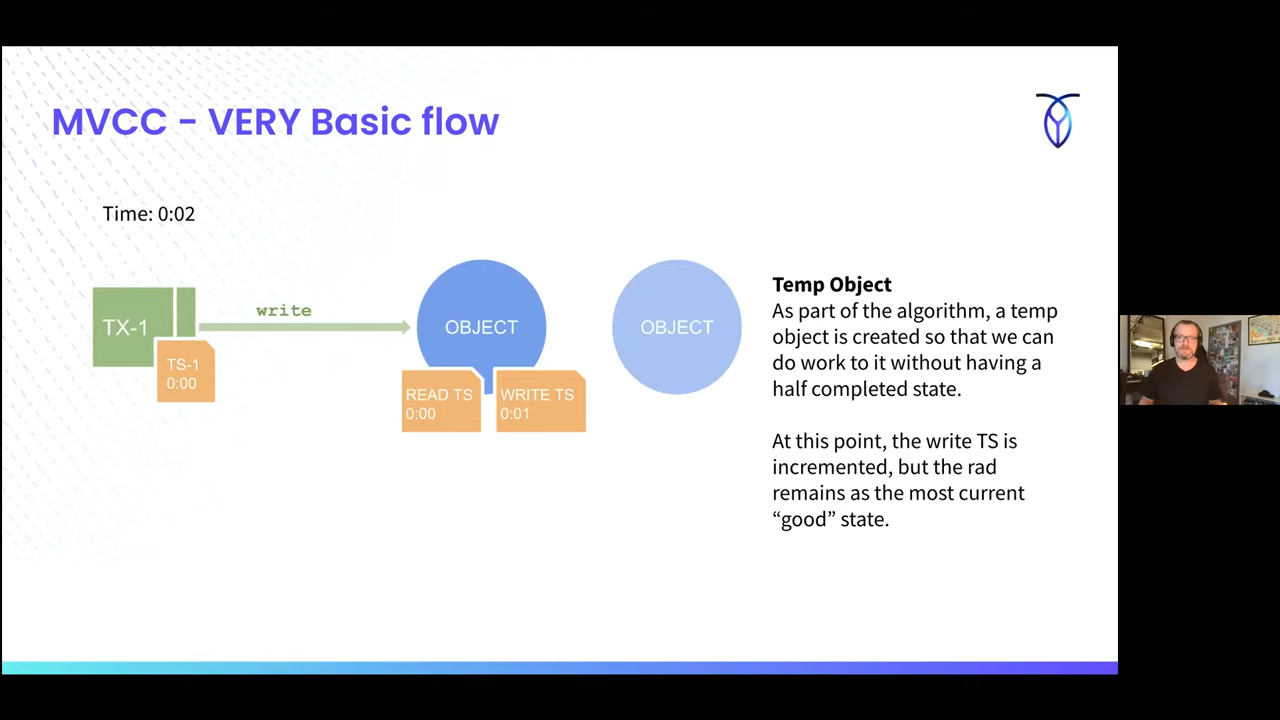 MVCC - VERY Basic flow
Time: 0:02
TX-1
TS-1
0:00
write
OBJECT
READ TS
0:00
WRITE TS
0:01
OBJECT
Temp Object
As part of the algorithm, a temp
object is created so that we can
do work to it without having a
half completed state.
At this point, the write TS is
incremented, but the rad
remains as the most current
“good” state.